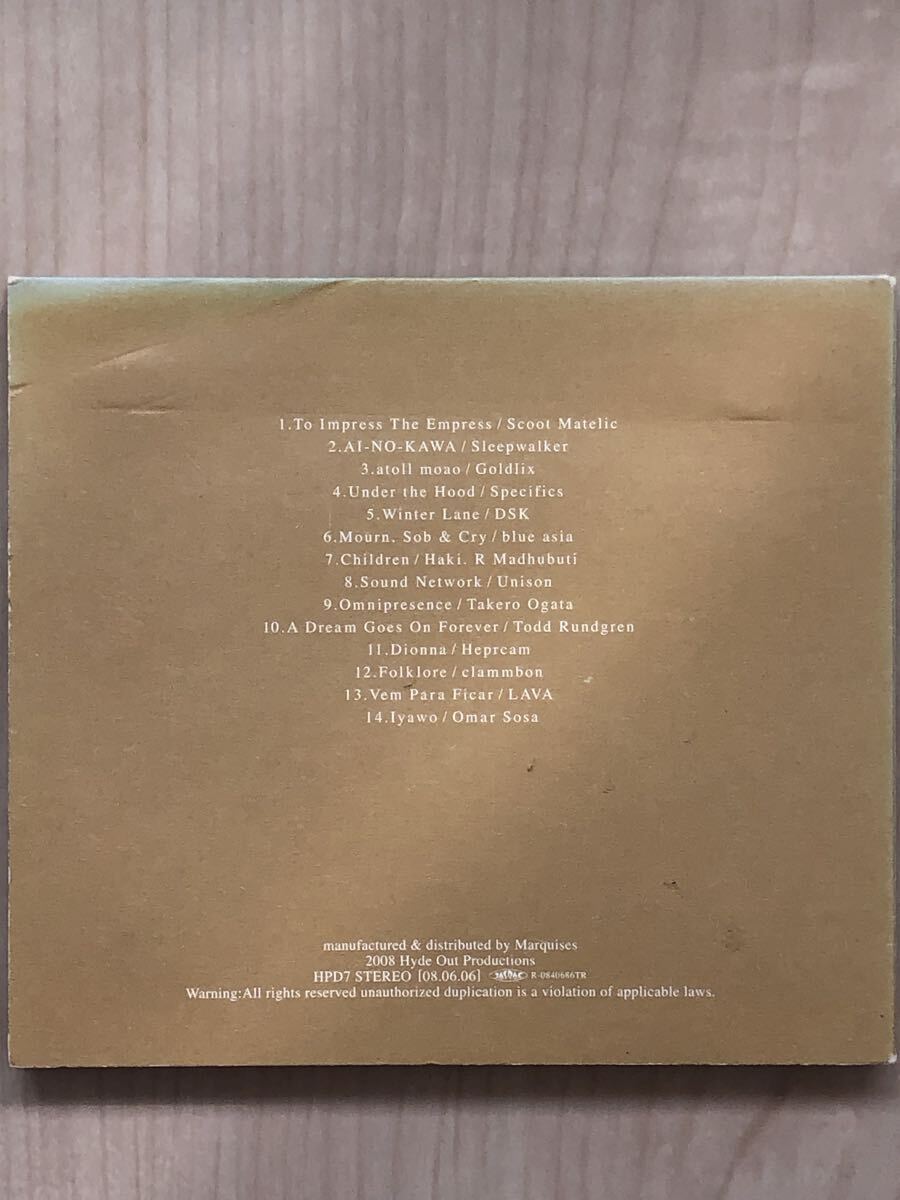 1.To Impress The Empress / Scoot Matelic
2.AI-NO-KAWA / Sleepwalker
3.atoll moao / Goldlix
4.Under the Hood / Specifics
5.Winter Lane / DSK
6.Mourn, Sob & Cry / blue asia
7.Children / Haki. R Madhubuti
8.Sound Network / Unison
9.Omnipresence / Takero Ogata
10.A Dream Goes On Forever / Todd Rundgren
11.Dionna / Hepream
12.Folklore / clammbon
13.Vem Para Ficar / LAVA
14.Iyawo / Omar Sosa
manufactured & distributed by Marquises
2008 Hyde Out Productions
HPD7 STEREO [08.06.06] JASRAC R-0840686TR
Warning:All rights reserved unauthorized duplication is a violation of applicable laws.